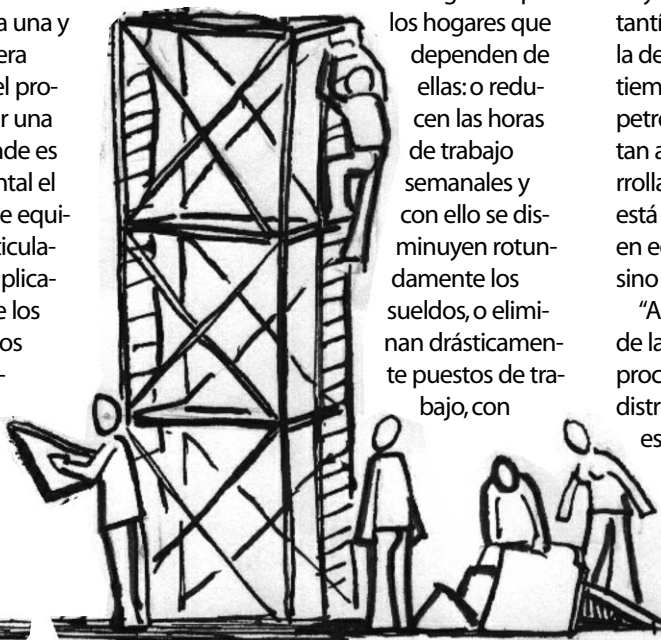 a una y
era
el pro-
r una
nde es
ntal el
e equi-
ticula-
plica-
e los
os
-
los hogares que
dependen de
ellas: o redu-
cen las horas
de trabajo
semanales y
con ello se dis-
minuyen rotun-
damente los
sueldos, o elimi-
nan drásticamen-
te puestos de tra-
bajo, con
tantí
la de
tiem
petro
tan a
rrolla
está
en e
sino
“A
de la
proc
distr
es